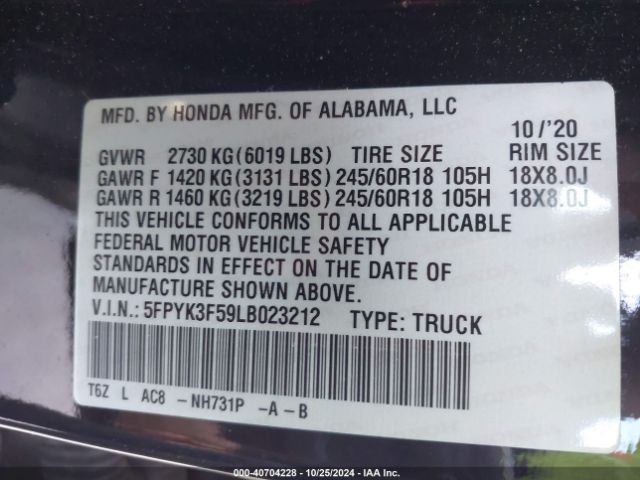 MFD. BY HONDA MFG. OF ALABAMA, LLC
10/'20
GVWR 2730 KG(6019 LBS) TIRE SIZE RIM SIZE
GAWR F 1420 KG(3131 LBS) 245/60R18 105H 18X8.0J
GAWR R 1460 KG(3219 LBS) 245/60R18 105H 18X8.0J
THIS VEHICLE CONFORMS TO ALL APPLICABLE
FEDERAL MOTOR VEHICLE SAFETY
STANDARDS IN EFFECT ON THE DATE OF
MANUFACTURE SHOWN ABOVE.
V.I.N.: 5FPYK3F59LB023212 TYPE: TRUCK
T6Z L AC8 -NH731P -A-B
000-40704228 - 10/25/2024 - IAA Inc.